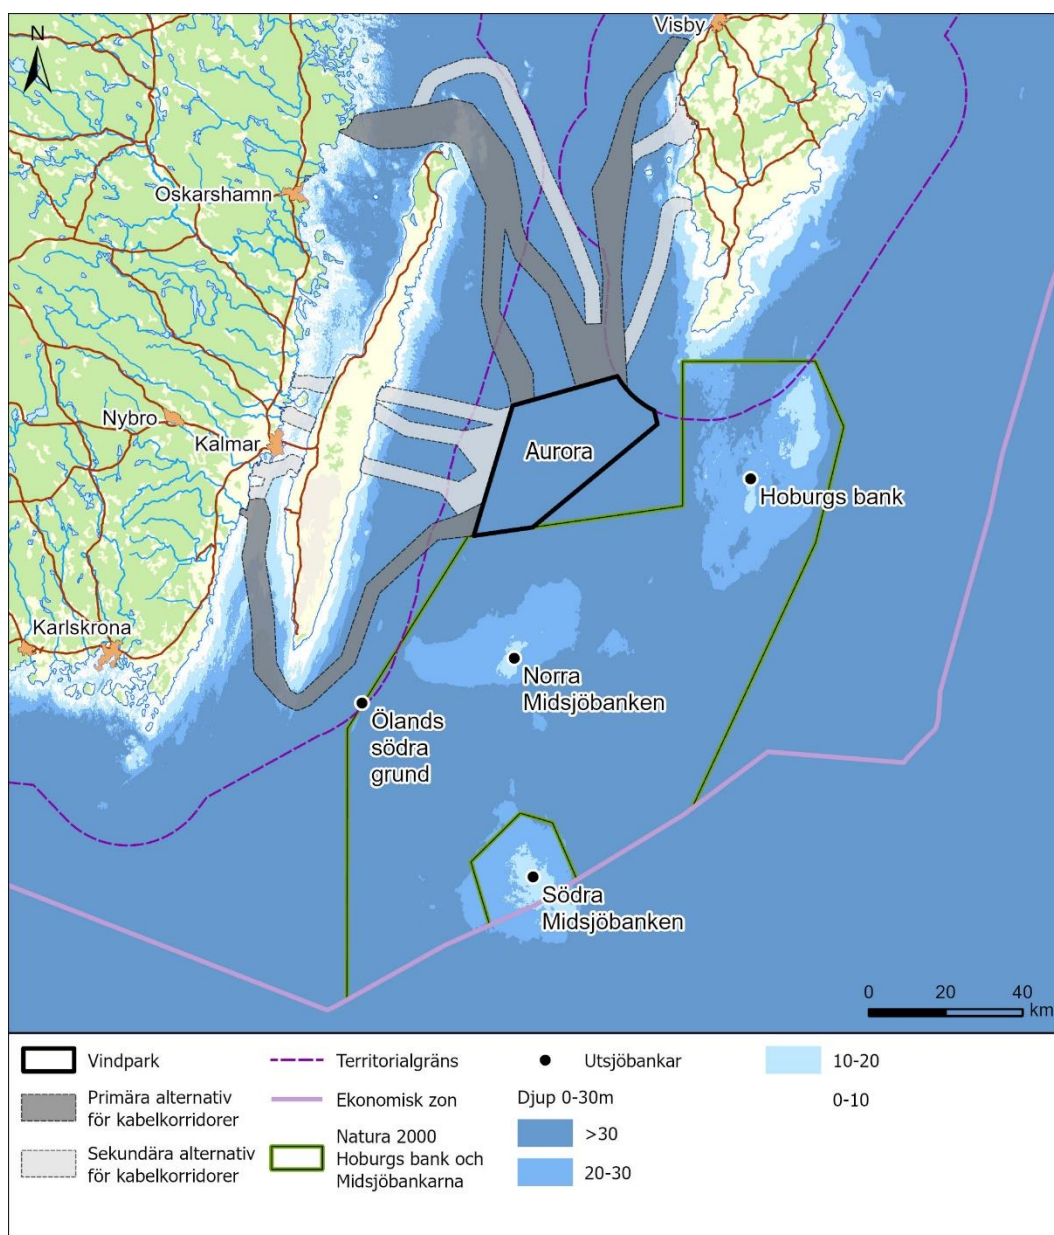 Visby
N
Oskarshamn
Nybro
Kalmar
Aurora
Hoburgs bank
Karlskrona
Norra
Midsjöbanken
Ölands
södra
grund
Södra
Midsjöbanken
0 20 40
km
Vindpark
Territorialgräns
Utsjöbankar
10-20
Primära alternativ
för kabelkorridorer
Ekonomisk zon
Djup 0-30m
0-10
Sekundära alternativ
för kabelkorridorer
Natura 2000
Hoburgs bank och
Midsjöbankarna
>30
20-30